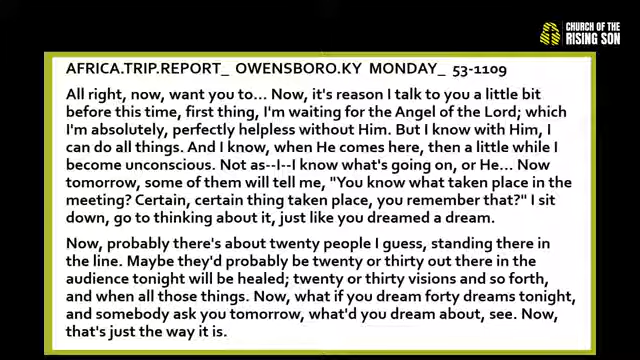 CHURCH OF THE
RISING SON
AFRICA.TRIP.REPORT_ OWENSBORO.KY MONDAY_ 53-1109
All right, now, want you to... Now, it's reason I talk to you a little bit
before this time, first thing, I'm waiting for the Angel of the Lord; which
I'm absolutely, perfectly helpless without Him. But I know with Him, I
can do all things. And I know, when He comes here, then a little while I
become unconscious. Not as--I--I know what's going on, or He... Now
tomorrow, some of them will tell me, "You know what taken place in the
meeting? Certain, certain thing taken place, you remember that?" I sit
down, go to thinking about it, just like you dreamed a dream.
Now, probably there's about twenty people I guess, standing there in
the line. Maybe they'd probably be twenty or thirty out there in the
audience tonight will be healed; twenty or thirty visions and so forth,
and when all those things. Now, what if you dream forty dreams tonight,
and somebody ask you tomorrow, what'd you dream about, see. Now,
that's just the way it is.